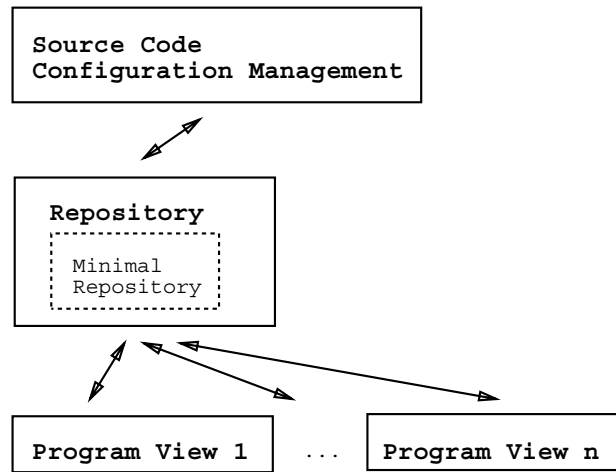 Source Code
Configuration Management
Repository
Minimal
Repository
Program View 1 ... Program View n